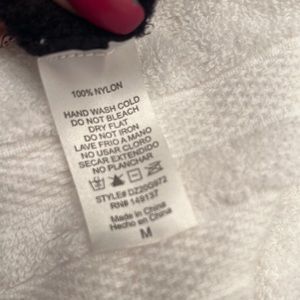 100% NYLON
HAND WASH COLD
DO NOT BLEACH
DRY FLAT
DO NOT IRON
LAVE FRIO A MANO
NO USAR CLORO
SECAR EXTENDIDO
NO PLANCHAR
STYLE# DZ20G972
RN# 149137
Made in China
Hecho en China
M